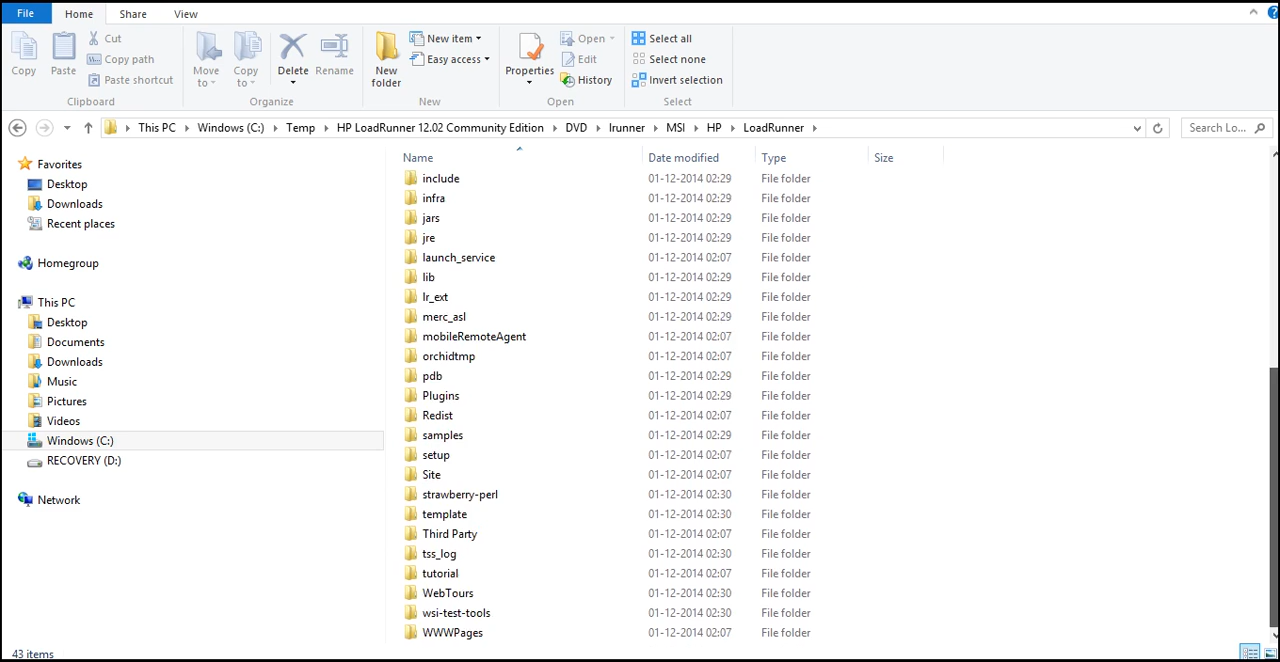 File Home Share View
Copy Paste Cut Copy path Paste shortcut Move to Copy to Delete Rename New folder New item Easy access Properties Open Edit History Select all Select none Invert selection
Clipboard Organize New Open Select
This PC Windows (C:) Temp HP LoadRunner 12.02 Community Edition DVD lrunner MSI HP LoadRunner Search Lo...
Favorites
Desktop
Downloads
Recent places
Homegroup
This PC
Desktop
Documents
Downloads
Music
Pictures
Videos
Windows (C:)
RECOVERY (D:)
Network
Name Date modified Type Size
include 01-12-2014 02:29 File folder
infra 01-12-2014 02:29 File folder
jars 01-12-2014 02:29 File folder
jre 01-12-2014 02:29 File folder
launch_service 01-12-2014 02:07 File folder
lib 01-12-2014 02:29 File folder
lr_ext 01-12-2014 02:29 File folder
merc_asl 01-12-2014 02:29 File folder
mobileRemoteAgent 01-12-2014 02:07 File folder
orchidtmp 01-12-2014 02:07 File folder
pdb 01-12-2014 02:29 File folder
Plugins 01-12-2014 02:29 File folder
Redist 01-12-2014 02:07 File folder
samples 01-12-2014 02:29 File folder
setup 01-12-2014 02:07 File folder
Site 01-12-2014 02:07 File folder
strawberry-perl 01-12-2014 02:30 File folder
template 01-12-2014 02:30 File folder
Third Party 01-12-2014 02:07 File folder
tss_log 01-12-2014 02:30 File folder
tutorial 01-12-2014 02:07 File folder
WebTours 01-12-2014 02:30 File folder
wsi-test-tools 01-12-2014 02:30 File folder
WWWPages 01-12-2014 02:07 File folder
43 items